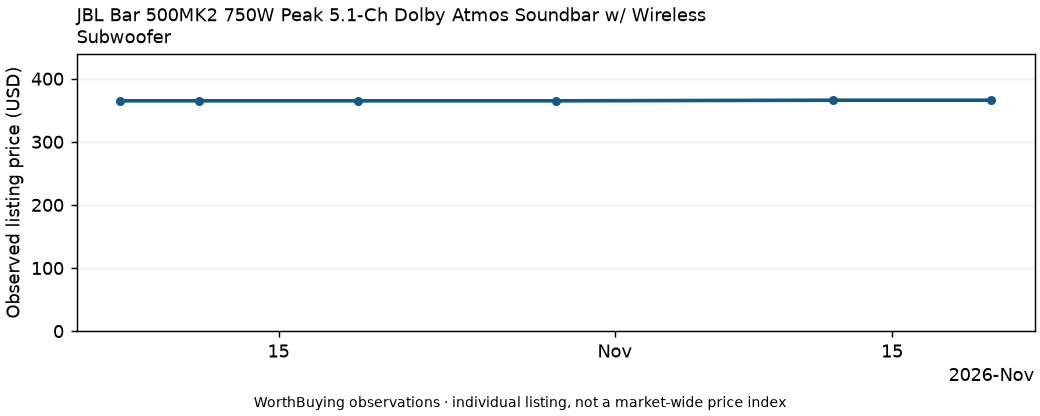 JBL Bar 500MK2 750W Peak 5.1-Ch Dolby Atmos Soundbar w/ Wireless
Subwoofer
Observed listing price (USD)
400
300
200
100
0
15
Nov
15
2026-Nov
WorthBuying observations · individual listing, not a market-wide price index